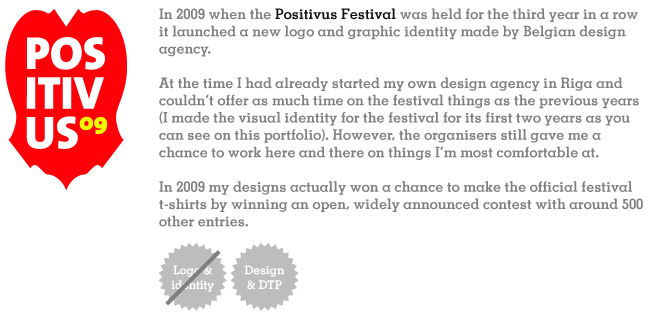 POS
ITIV
US09
In 2009 when the Positivus Festival was held for the third year in a row
it launched a new logo and graphic identity made by Belgian design
agency.
At the time I had already started my own design agency in Riga and
couldn't offer as much time on the festival things as the previous years
(I made the visual identity for the festival for its first two years as you
can see on this portfolio). However, the organisers still gave me a
chance to work here and there on things I'm most comfortable at.
In 2009 my designs actually won a chance to make the official festival
t-shirts by winning an open, widely announced contest with around 500
other entries.
Logo &
identity
Design
& DTP